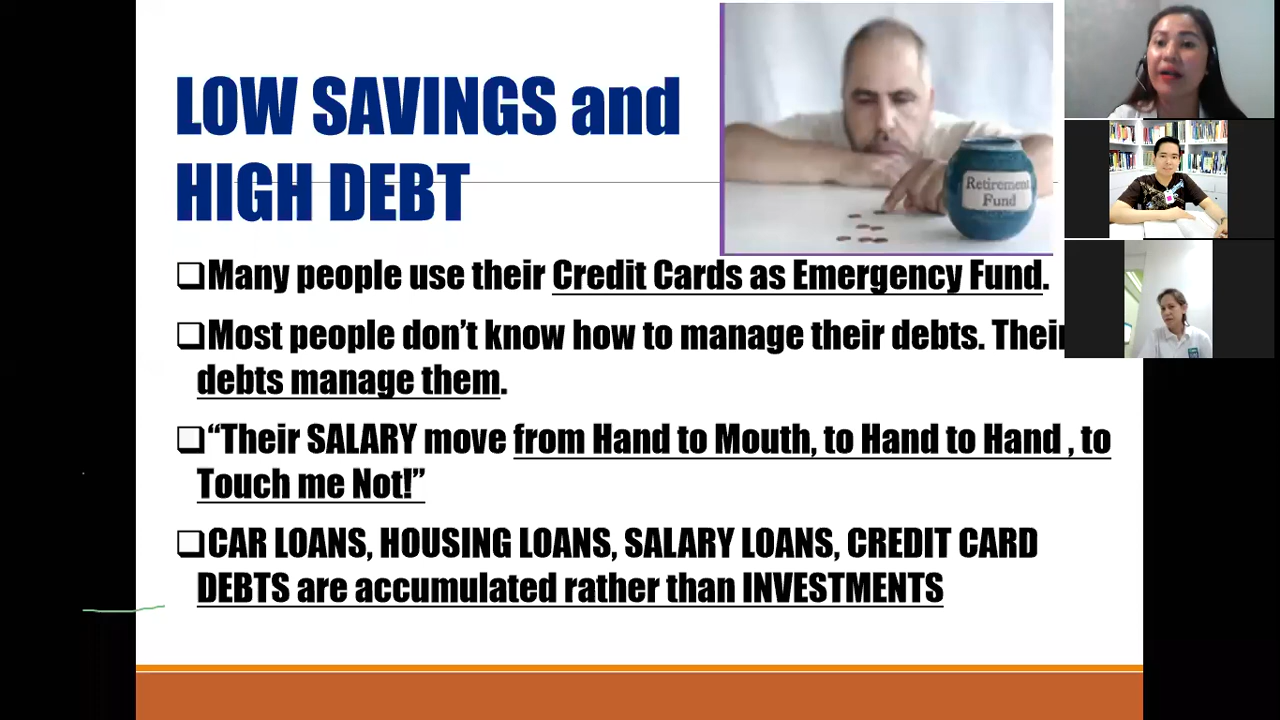 LOW SAVINGS and
HIGH DEBT
Retirement
Fund
Many people use their Credit Cards as Emergency Fund.
Most people don’t know how to manage their debts. Their
debts manage them.
“Their SALARY move from Hand to Mouth, to Hand to Hand , to
Touch me Not!”
CAR LOANS, HOUSING LOANS, SALARY LOANS, CREDIT CARD
DEBTS are accumulated rather than INVESTMENTS